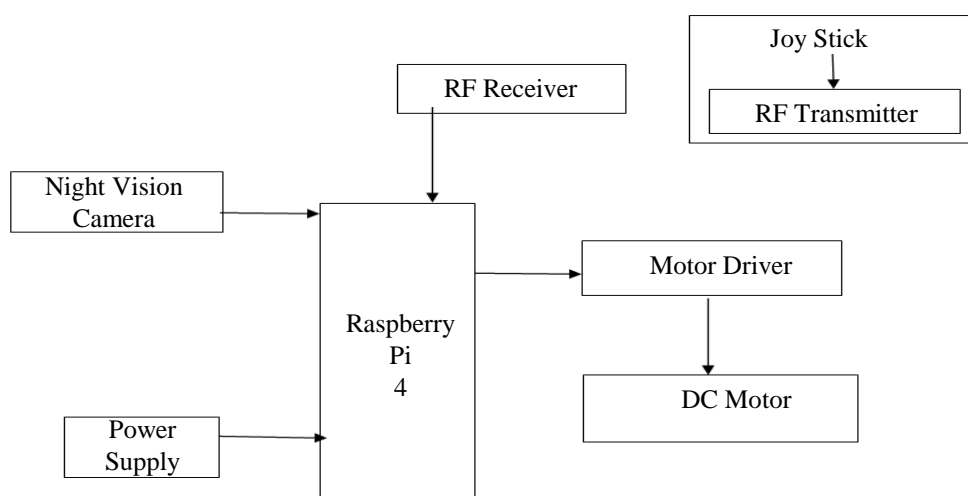 Joy Stick
RF Transmitter
RF Receiver
Night Vision
Camera
Motor Driver
Raspberry
Pi
4
DC Motor
Power
Supply